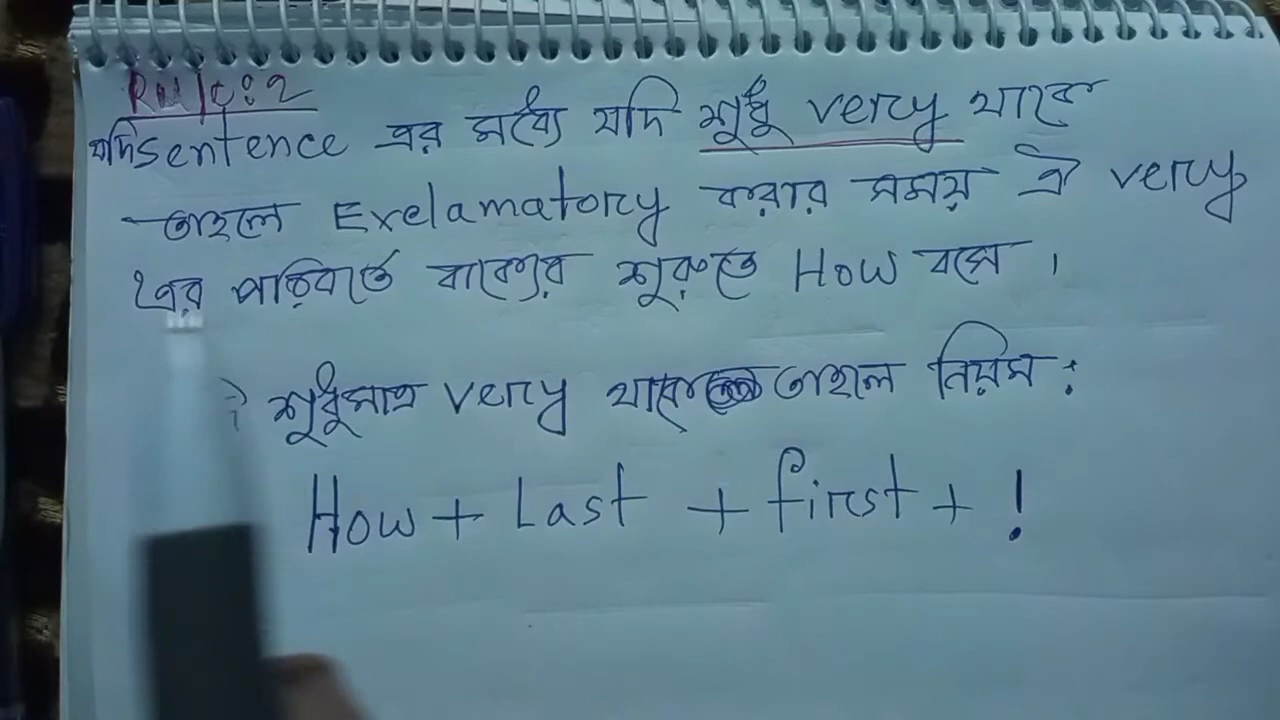 Rule: 2
যদি sentence এর মধ্যে যদি শুধু very থাকে
তাহলে Exclamatory করার সময় ঐ very
এর পরিবর্তে বাক্যের শুরুতে How বসে ।
শুধুমাত্র very থাকে তাহলে নিয়ম :
How + Last + first + !